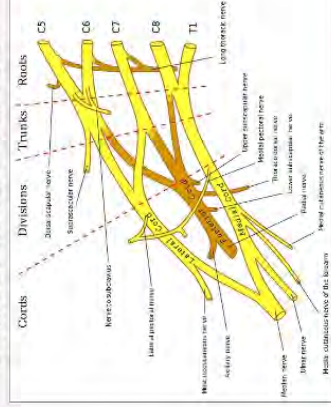 Cords
Divisions
Trunks
Roots
C5
C6
C7
C8
T1
Dorsal scapular nerve
Suprascapular nerve
Nerve to subclavius
Lateral pectoral nerve
Musculocutaneous nerve
Axillary nerve
Median nerve
Ulnar nerve
Medial cutaneous nerve of the forearm
Medial cutaneous nerve of the arm
Radial nerve
Lower subscapular nerve
Thoracodorsal nerve
Medial pectoral nerve
Upper subscapular nerve
Long thoracic nerve
Lateral Cord
Posterior Cord
Medial Cord